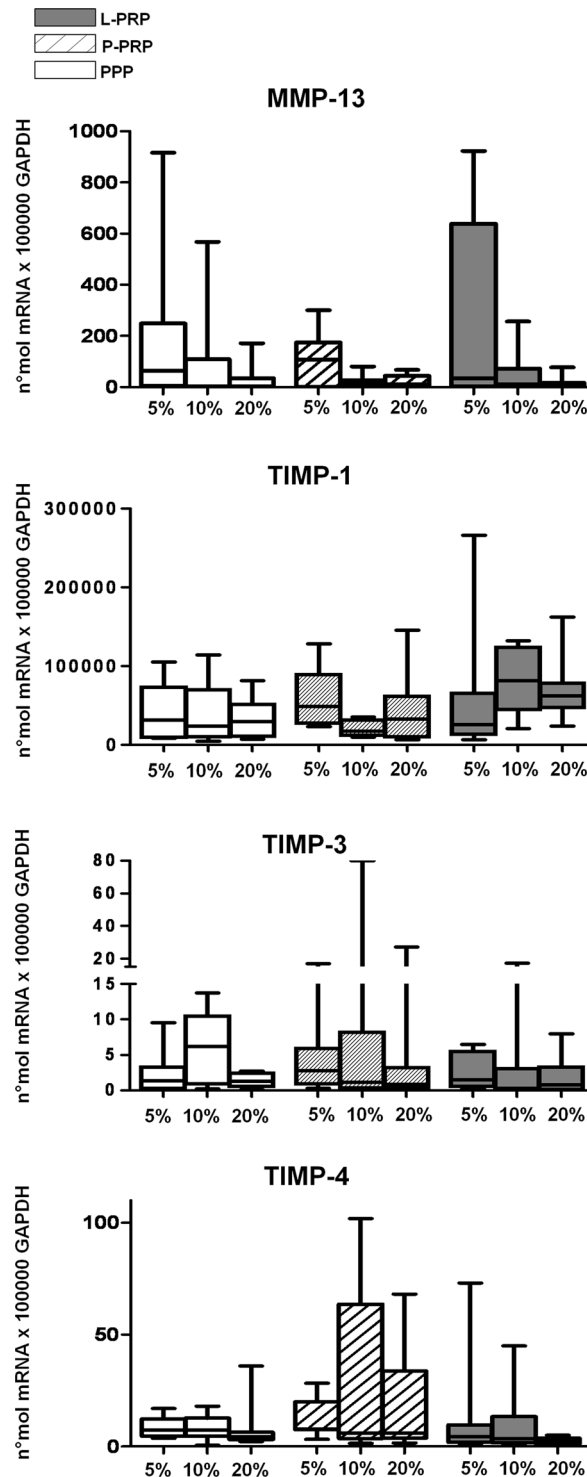 L-PRP
P-PRP
PPP
MMP-13
n°mol mRNA x 100000 GAPDH
1000
800
600
400
200
0
5% 10% 20% 5% 10% 20% 5% 10% 20%
TIMP-1
n°mol mRNA x 100000 GAPDH
300000
200000
100000
0
5% 10% 20% 5% 10% 20% 5% 10% 20%
TIMP-3
n°mol mRNA x 100000 GAPDH
80
60
40
20
15
10
5
0
5% 10% 20% 5% 10% 20% 5% 10% 20%
TIMP-4
n°mol mRNA x 100000 GAPDH
100
50
0
5% 10% 20% 5% 10% 20% 5% 10% 20%